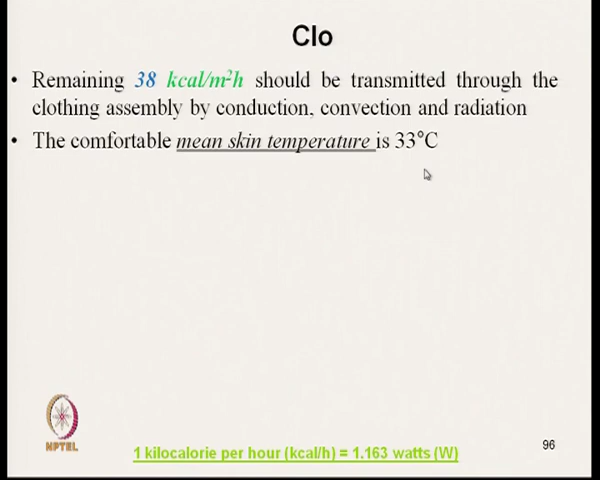 Clo
• Remaining 38 kcal/m²h should be transmitted through the
clothing assembly by conduction, convection and radiation
• The comfortable mean skin temperature is 33°C
NPTEL
1 kilocalorie per hour (kcal/h) = 1.163 watts (W)
96